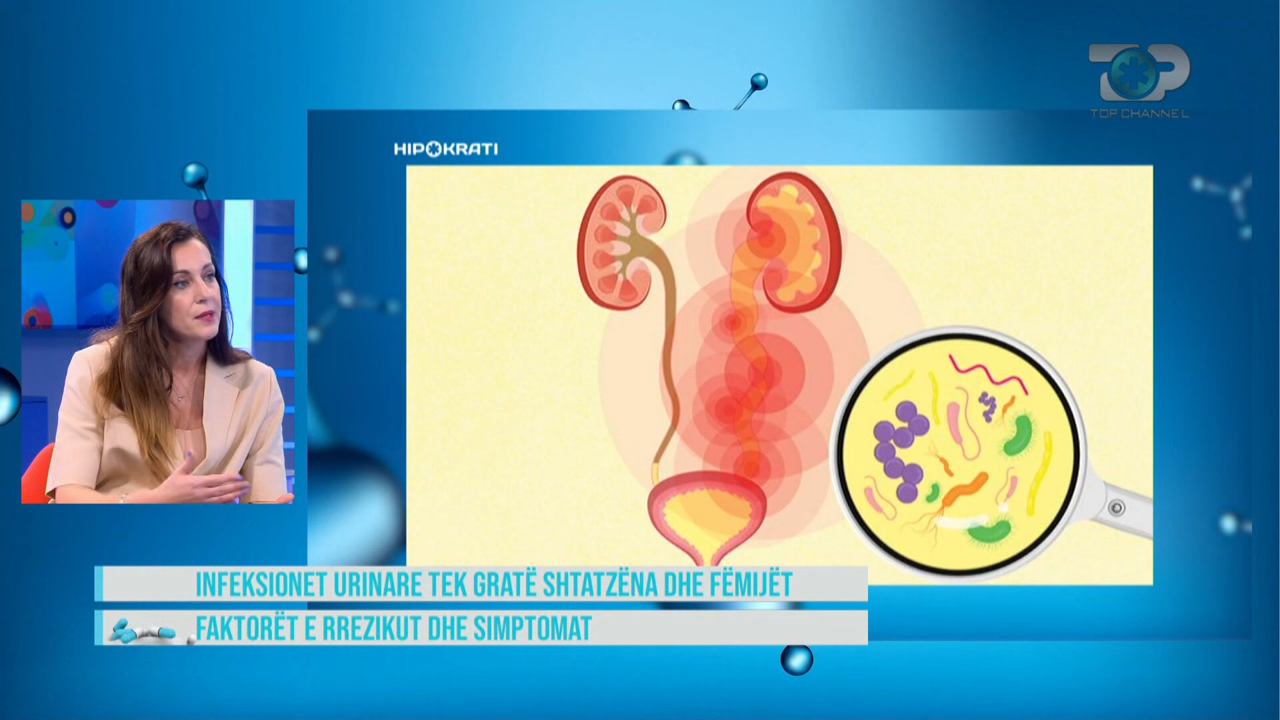 TOP CHANNEL
HIPOKRATI
INFEKSIONET URINARE TEK GRATË SHTATZËNA DHE FËMIJËT
FAKTORËT E RREZIKUT DHE SIMPTOMAT